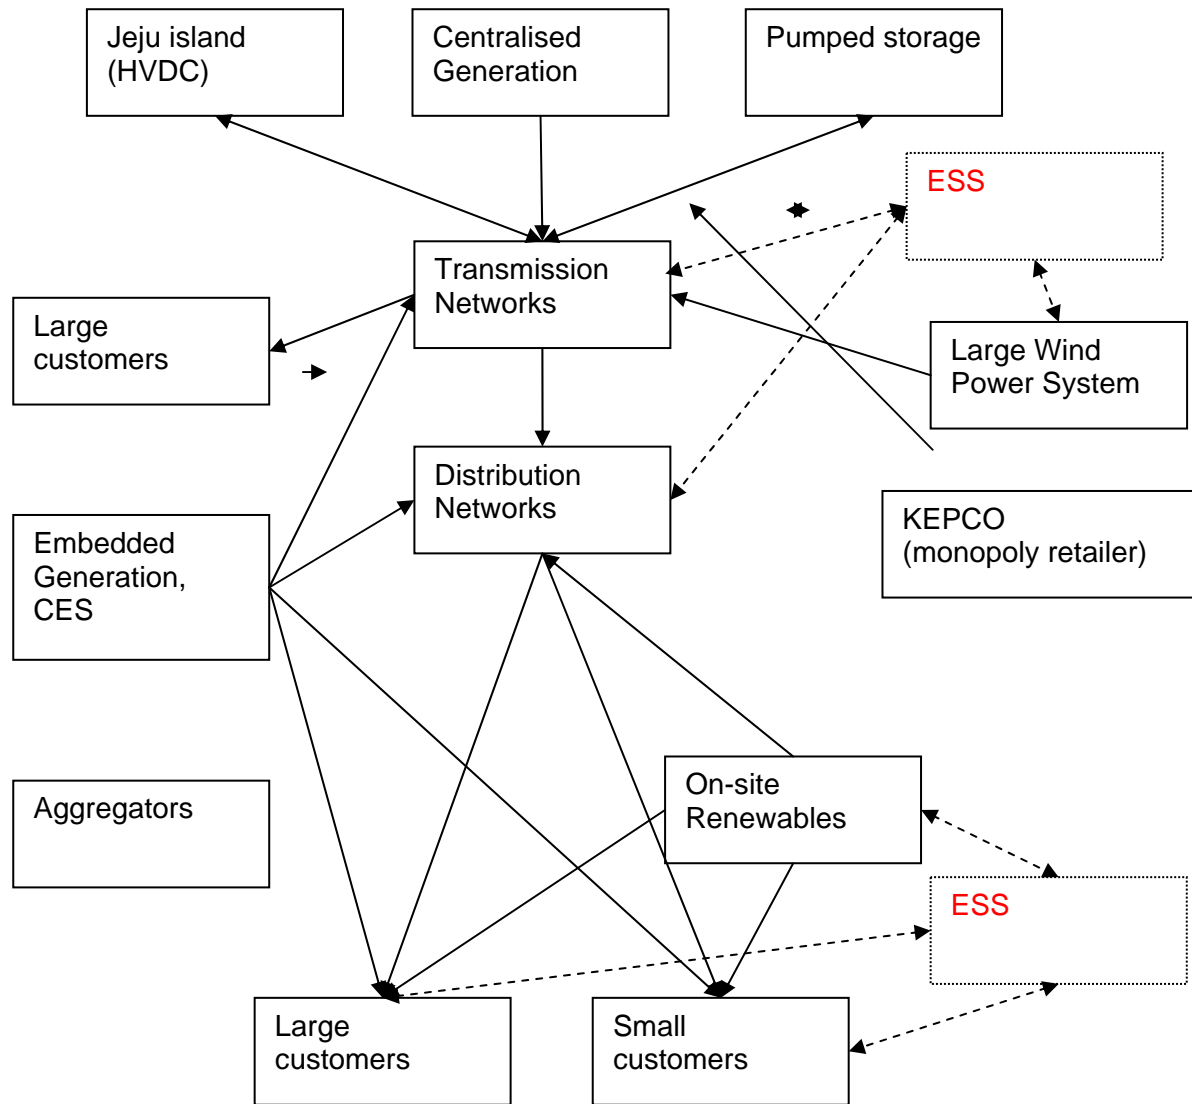 Jeju island
(HVDC)
Centralised
Generation
Pumped storage
ESS
Transmission
Networks
Large
customers
Large Wind
Power System
Distribution
Networks
KEPCO
(monopoly retailer)
Embedded
Generation,
CES
On-site
Renewables
Aggregators
ESS
Large
customers
Small
customers